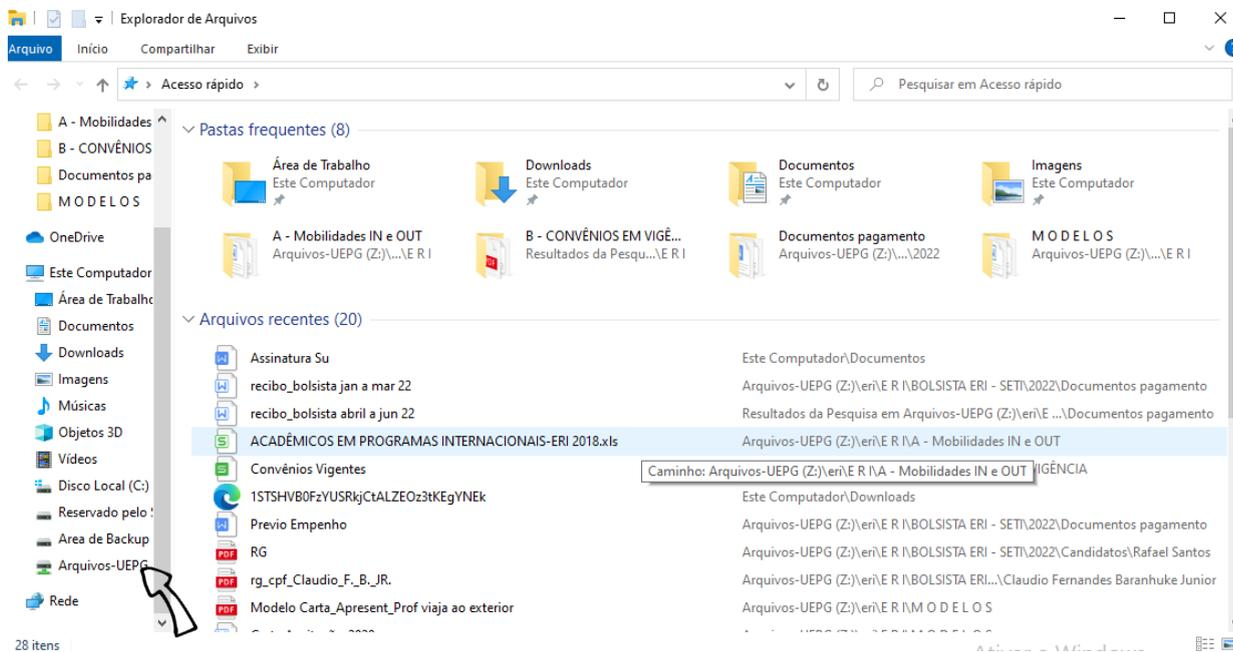 Explorador de Arquivos
Arquivo Início Compartilhar Exibir
Acesso rápido
Pesquisar em Acesso rápido
A - Mobilidades
B - CONVÊNIOS
Documentos pa
M O D E L O S
OneDrive
Este Computador
Área de Trabalho
Documentos
Downloads
Imagens
Músicas
Objetos 3D
Vídeos
Disco Local (C:)
Reservado pelo
Area de Backup
Arquivos-UEPG
Rede
Pastas frequentes (8)
Área de Trabalho
Este Computador
Downloads
Este Computador
Documentos
Este Computador
Imagens
Este Computador
A - Mobilidades IN e OUT
Arquivos-UEPG (Z:)\...\E R I
B - CONVÊNIOS EM VIGÊ...
Resultados da Pesqu...\E R I
Documentos pagamento
Arquivos-UEPG (Z:)\...\2022
M O D E L O S
Arquivos-UEPG (Z:)\...\E R I
Arquivos recentes (20)
Assinatura Su Este Computador\Documentos
recibo_bolsista jan a mar 22 Arquivos-UEPG (Z:)\eri\E R I\BOLSISTA ERI - SETI\2022\Documentos pagamento
recibo_bolsista abril a jun 22 Resultados da Pesquisa em Arquivos-UEPG (Z:)\eri\E ...\Documentos pagamento
ACADÊMICOS EM PROGRAMAS INTERNACIONAIS-ERI 2018.xls Arquivos-UEPG (Z:)\eri\E R I\A - Mobilidades IN e OUT
Convênios Vigentes IGÊNCIA
Caminho: Arquivos-UEPG (Z:)\eri\E R I\A - Mobilidades IN e OUT
1STSHVB0FzYUSRkjCtALZEOz3tKEgYNEk Este Computador\Downloads
Previo Empenho Arquivos-UEPG (Z:)\eri\E R I\BOLSISTA ERI - SETI\2022\Documentos pagamento
RG Arquivos-UEPG (Z:)\eri\E R I\BOLSISTA ERI - SETI\2022\Candidatos\Rafael Santos
rg_cpf_Claudio_F._B._JR. Arquivos-UEPG (Z:)\eri\E R I\BOLSISTA ERI...\Claudio Fernandes Baranhuke Junior
Modelo Carta_Apresent_Prof viaja ao exterior Arquivos-UEPG (Z:)\eri\E R I\M O D E L O S
28 itens